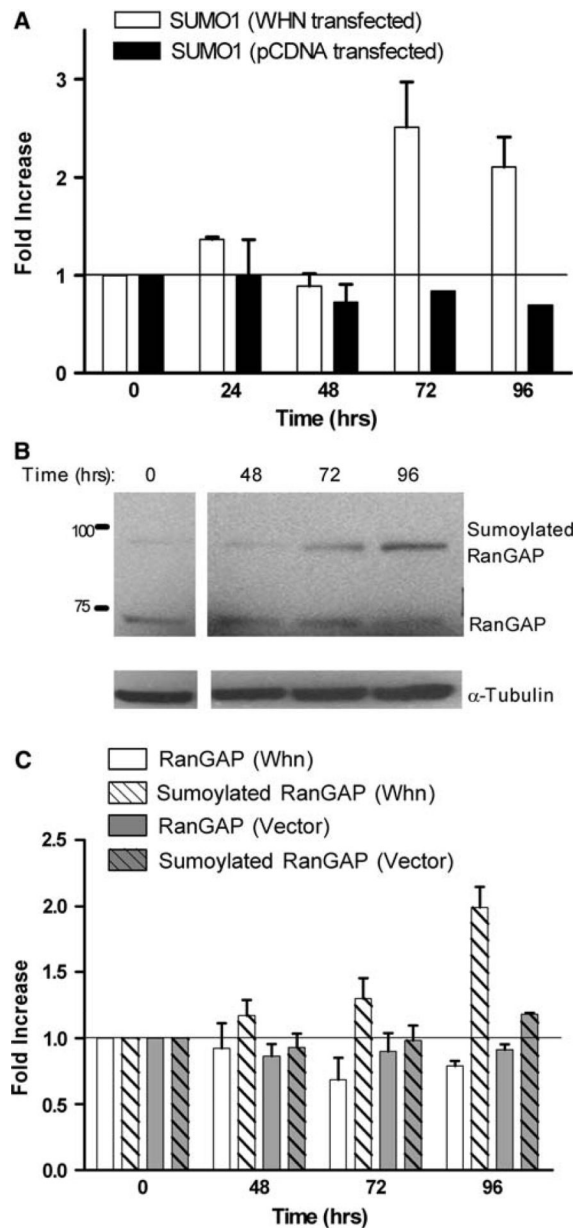 A
SUMO1 (WHN transfected)
SUMO1 (pCDNA transfected)
3
2
1
0
Fold Increase
0 24 48 72 96
Time (hrs)
B
Time (hrs): 0 48 72 96
100
75
Sumoylated
RanGAP
RanGAP
α-Tubulin
C
RanGAP (Whn)
Sumoylated RanGAP (Whn)
RanGAP (Vector)
Sumoylated RanGAP (Vector)
2.5
2.0
1.5
1.0
0.5
0.0
Fold Increase
0 48 72 96
Time (hrs)